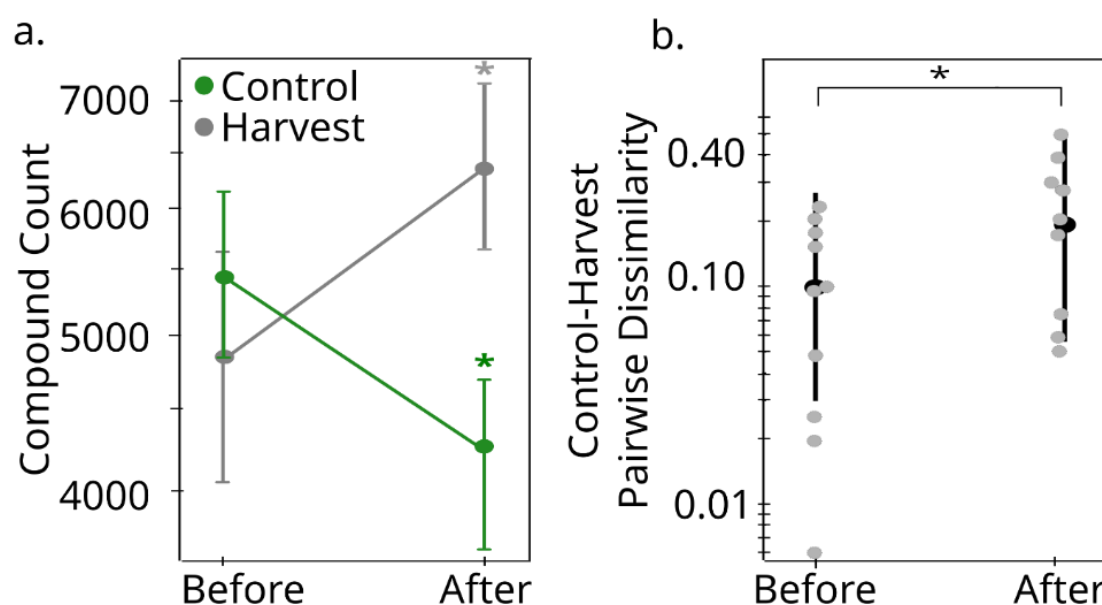 a.
Compound Count
7000
6000
5000
4000
Control
Harvest
*
*
Before
After
b.
Control-Harvest
Pairwise Dissimilarity
0.40
0.10
0.01
*
Before
After